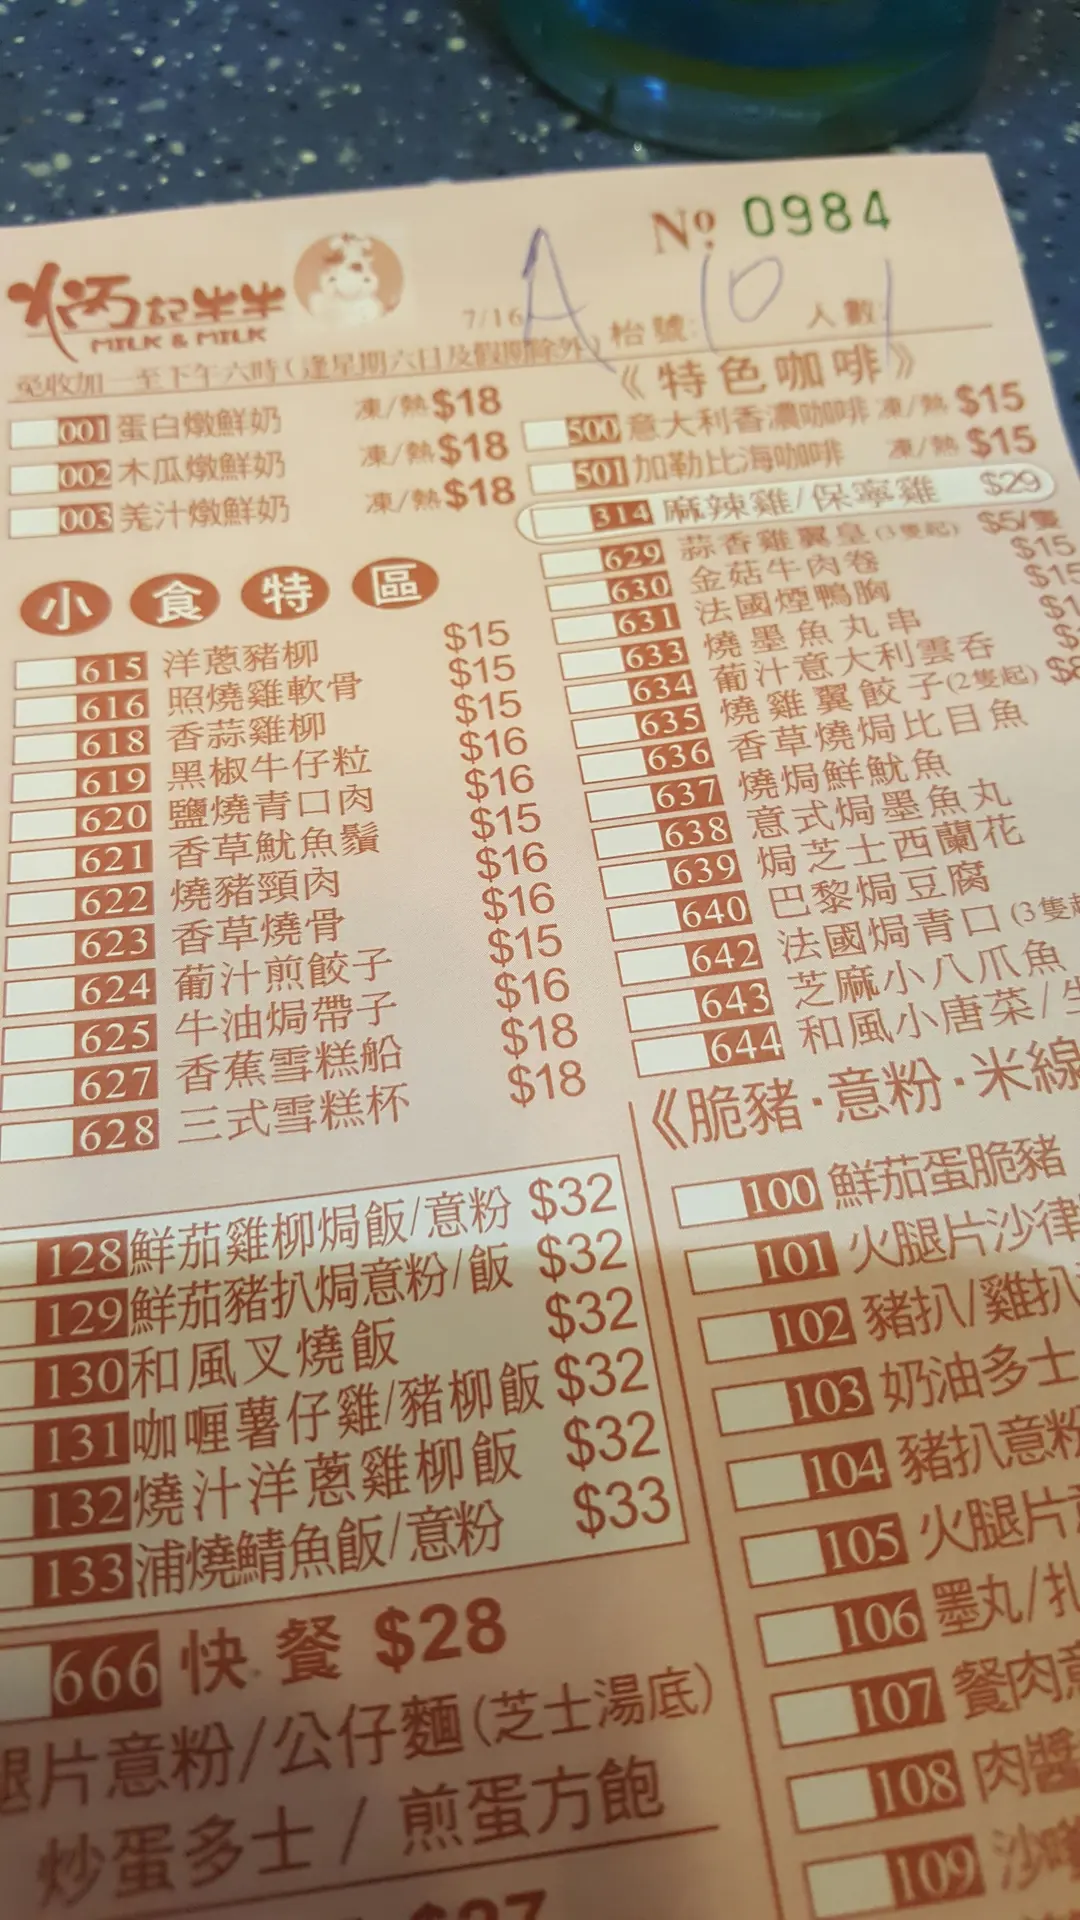 No 0984
炳記牛牛
MILK & MILK
7/16 A 枱號: 10 人數: 1
免收加一至下午六時(逢星期六日及假期除外)
001 蛋白燉鮮奶 凍/熱 $18
002 木瓜燉鮮奶 凍/熱 $18
003 羌汁燉鮮奶 凍/熱 $18
小食特區
615 洋蔥豬柳 $15
616 照燒雞軟骨 $15
618 香蒜雞柳 $15
619 黑椒牛仔粒 $16
620 鹽燒青口肉 $16
621 香草魷魚鬚 $15
622 燒豬頸肉 $16
623 香草燒骨 $16
624 葡汁煎餃子 $15
625 牛油焗帶子 $16
627 香蕉雪糕船 $18
628 三式雪糕杯 $18
128 鮮茄雞柳焗飯/意粉 $32
129 鮮茄豬扒焗意粉/飯 $32
130 和風叉燒飯 $32
131 咖喱薯仔雞/豬柳飯 $32
132 燒汁洋蔥雞柳飯 $32
133 浦燒鯖魚飯/意粉 $33
666 快餐 $28
腿片意粉/公仔麵(芝士湯底)
炒蛋多士/煎蛋方飽
$27
《特色咖啡》
500 意大利香濃咖啡 凍/熱 $15
501 加勒比海咖啡 凍/熱 $15
314 麻辣雞/保寧雞 $29
629 蒜香雞翼皇(3隻起) $5/隻
630 金菇牛肉卷 $15
631 法國煙鴨胸 $15
633 燒墨魚丸串
634 葡汁意大利雲吞
635 燒雞翼餃子(2隻起)
636 香草燒焗比目魚
637 燒焗鮮魷魚
638 意式焗墨魚丸
639 焗芝士西蘭花
640 巴黎焗豆腐
642 法國焗青口(3隻起
643 芝麻小八爪魚
644 和風小唐菜/生
《脆豬·意粉·米線
100 鮮茄蛋脆豬
101 火腿片沙律
102 豬扒/雞扒
103 奶油多士
104 豬扒意粉
105 火腿片
106 墨丸/扎
107 餐肉意
108 肉醬
109 沙嗲